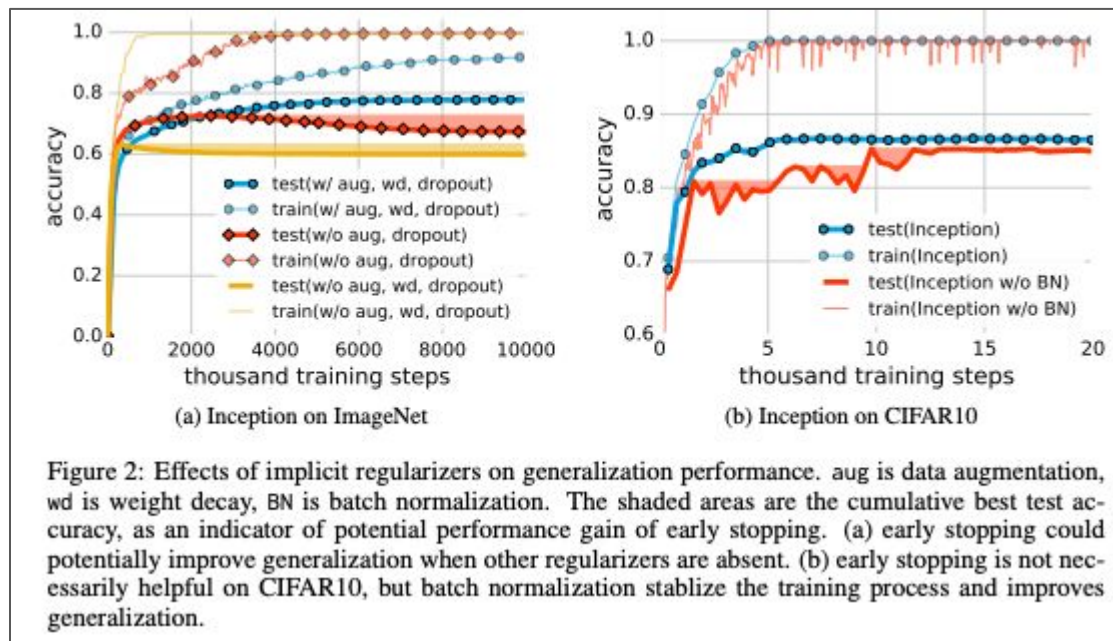 1.0
0.8
0.6
0.4
0.2
0.0
accuracy
test(w/ aug, wd, dropout)
train(w/ aug, wd, dropout)
test(w/o aug, dropout)
train(w/o aug, dropout)
test(w/o aug, wd, dropout)
train(w/o aug, wd, dropout)
0 2000 4000 6000 8000 10000
thousand training steps
(a) Inception on ImageNet
1.0
0.9
0.8
0.7
0.6
accuracy
test(Inception)
train(Inception)
test(Inception w/o BN)
train(Inception w/o BN)
0 5 10 15 20
thousand training steps
(b) Inception on CIFAR10
Figure 2: Effects of implicit regularizers on generalization performance. aug is data augmentation,
wd is weight decay, BN is batch normalization. The shaded areas are the cumulative best test ac-
curacy, as an indicator of potential performance gain of early stopping. (a) early stopping could
potentially improve generalization when other regularizers are absent. (b) early stopping is not nec-
essarily helpful on CIFAR10, but batch normalization stablize the training process and improves
generalization.